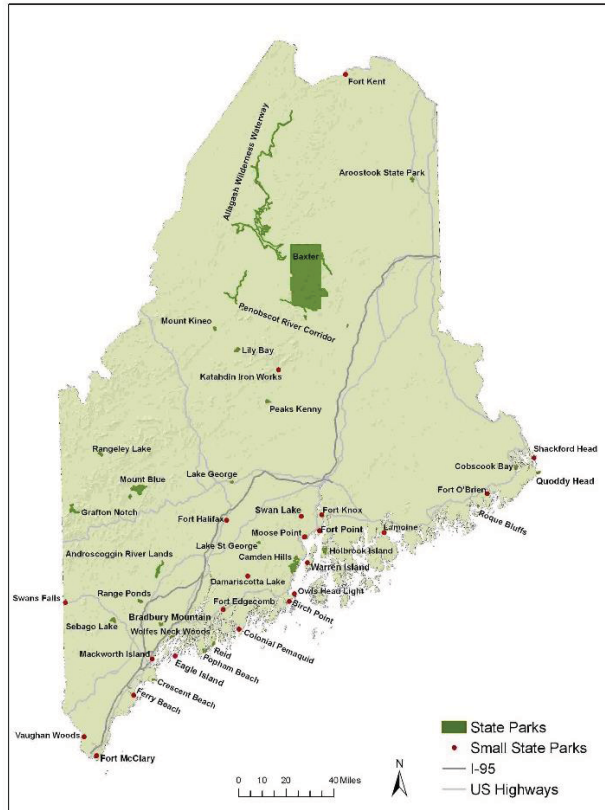 Fort Kent
Allagash Wilderness Waterway
Aroostook State Park
Baxter
Penobscot River Corridor
Mount Kineo
Lily Bay
Katahdin Iron Works
Peaks Kenny
Rangeley Lake
Shackford Head
Cobscook Bay
Quoddy Head
Mount Blue
Lake George
Fort O'Brien
Grafton Notch
Swan Lake
Fort Knox
Roque Bluffs
Fort Halifax
Moose Point
Fort Point
Lamoine
Lake St George
Holbrook Island
Androscoggin River Lands
Camden Hills
Warren Island
Damariscotta Lake
Swans Falls
Range Ponds
Owls Head Light
Fort Edgecomb
Birch Point
Sebago Lake
Bradbury Mountain
Wolfes Neck Woods
Colonial Pemaquid
Reid
Mackworth Island
Popham Beach
Eagle Island
Crescent Beach
Ferry Beach
Vaughan Woods
Fort McClary
State Parks
Small State Parks
I-95
US Highways
N
0 20 40 Miles